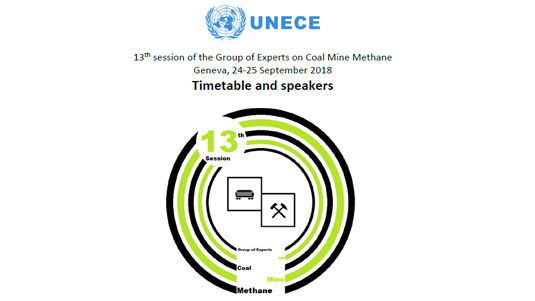 UNECE
13th session of the Group of Experts on Coal Mine Methane
Geneva, 24-25 September 2018
Timetable and speakers
13th
Session
Group of Experts
on
Coal
Mine
Methane